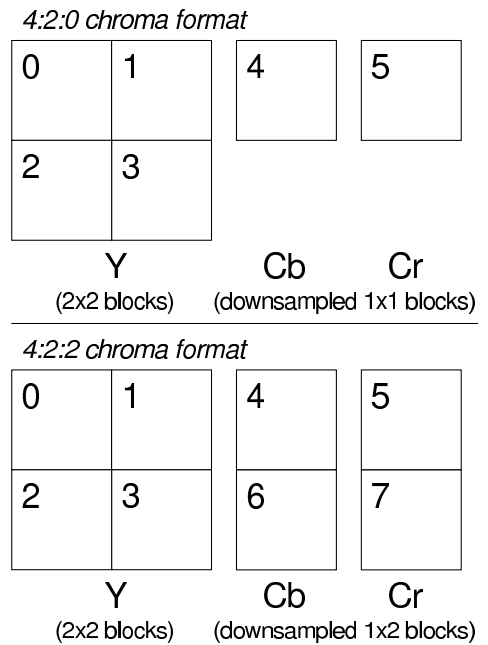 4:2:0 chroma format
0 1 4 5
2 3
Y Cb Cr
(2x2 blocks) (downsampled 1x1 blocks)
4:2:2 chroma format
0 1 4 5
2 3 6 7
Y Cb Cr
(2x2 blocks) (downsampled 1x2 blocks)